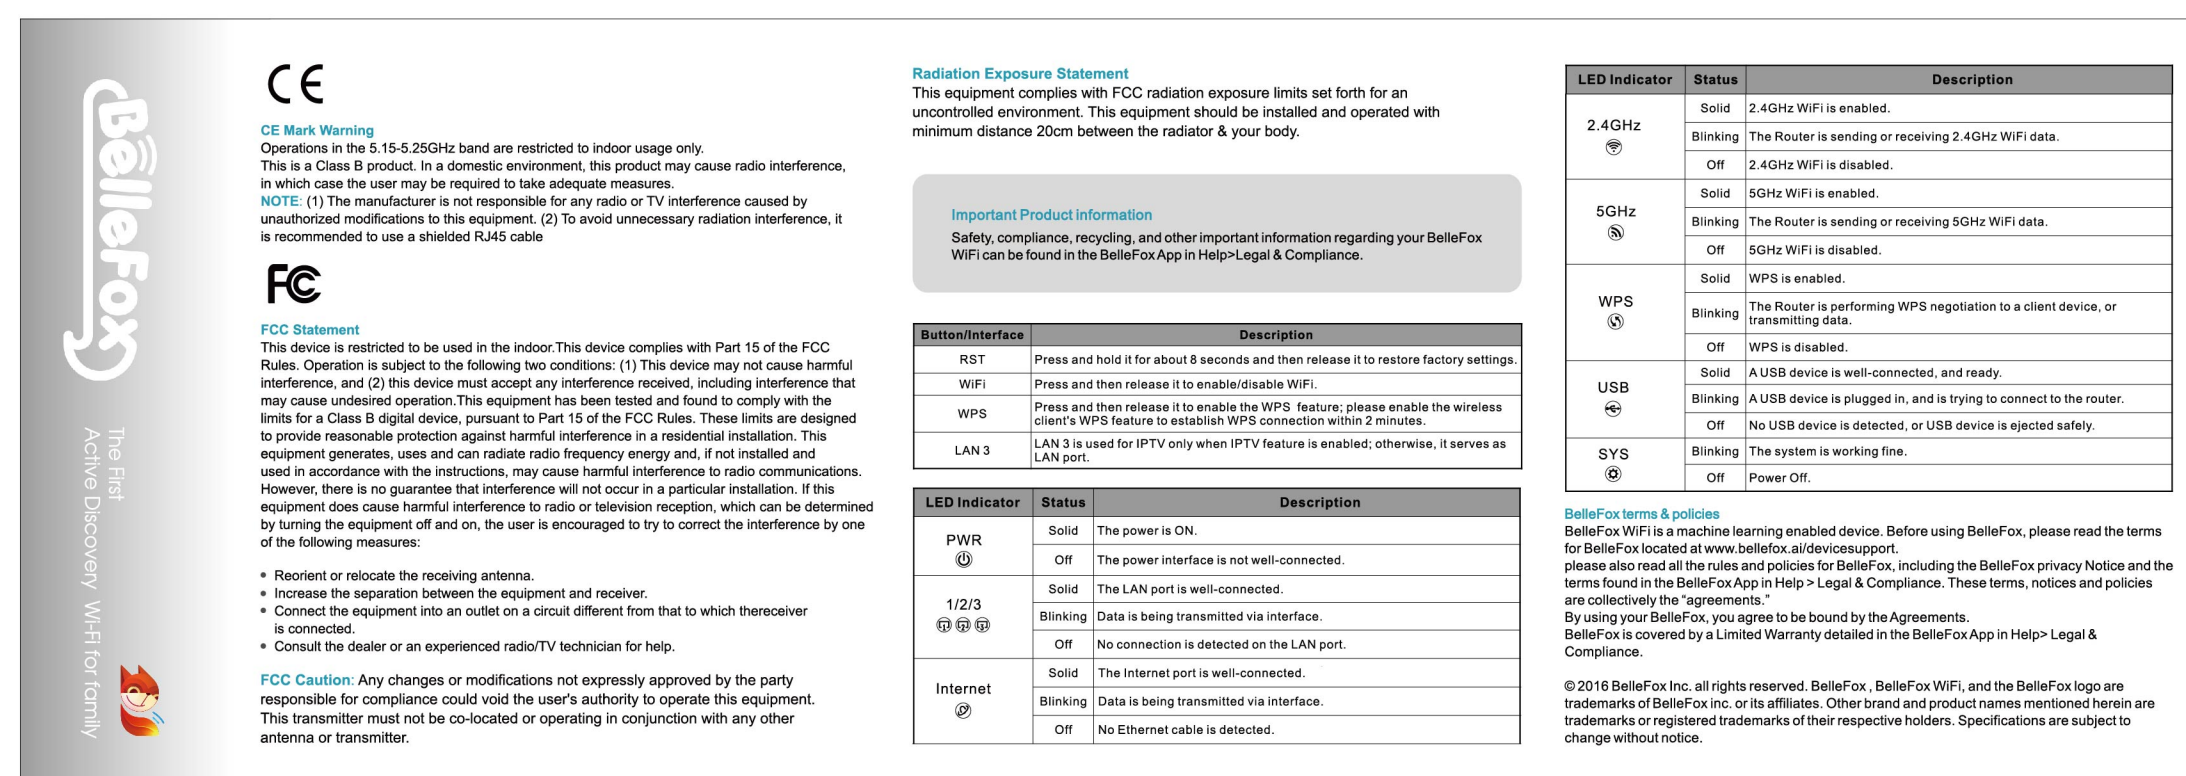 BelleFox
The First
Active Discovery Wi-Fi for family
CE
CE Mark Warning
Operations in the 5.15-5.25GHz band are restricted to indoor usage only.
This is a Class B product. In a domestic environment, this product may cause radio interference,
in which case the user may be required to take adequate measures.
NOTE: (1) The manufacturer is not responsible for any radio or TV interference caused by
unauthorized modifications to this equipment. (2) To avoid unnecessary radiation interference, it
is recommended to use a shielded RJ45 cable
FC
FCC Statement
This device is restricted to be used in the indoor.This device complies with Part 15 of the FCC
Rules. Operation is subject to the following two conditions: (1) This device may not cause harmful
interference, and (2) this device must accept any interference received, including interference that
may cause undesired operation.This equipment has been tested and found to comply with the
limits for a Class B digital device, pursuant to Part 15 of the FCC Rules. These limits are designed
to provide reasonable protection against harmful interference in a residential installation. This
equipment generates, uses and can radiate radio frequency energy and, if not installed and
used in accordance with the instructions, may cause harmful interference to radio communications.
However, there is no guarantee that interference will not occur in a particular installation. If this
equipment does cause harmful interference to radio or television reception, which can be determined
by turning the equipment off and on, the user is encouraged to try to correct the interference by one
of the following measures:
• Reorient or relocate the receiving antenna.
• Increase the separation between the equipment and receiver.
• Connect the equipment into an outlet on a circuit different from that to which thereceiver
is connected.
• Consult the dealer or an experienced radio/TV technician for help.
FCC Caution: Any changes or modifications not expressly approved by the party
responsible for compliance could void the user's authority to operate this equipment.
This transmitter must not be co-located or operating in conjunction with any other
antenna or transmitter.
Radiation Exposure Statement
This equipment complies with FCC radiation exposure limits set forth for an
uncontrolled environment. This equipment should be installed and operated with
minimum distance 20cm between the radiator & your body.
Important Product information
Safety, compliance, recycling, and other important information regarding your BelleFox
WiFi can be found in the BelleFox App in Help>Legal & Compliance.
Button/Interface Description
RST Press and hold it for about 8 seconds and then release it to restore factory settings.
WiFi Press and then release it to enable/disable WiFi.
WPS Press and then release it to enable the WPS feature; please enable the wireless
client's WPS feature to establish WPS connection within 2 minutes.
LAN 3 LAN 3 is used for IPTV only when IPTV feature is enabled; otherwise, it serves as
LAN port.
LED Indicator Status Description
PWR
Solid The power is ON.
Off The power interface is not well-connected.
1/2/3
1 2 3
Solid The LAN port is well-connected.
Blinking Data is being transmitted via interface.
Off No connection is detected on the LAN port.
Internet
Solid The Internet port is well-connected.
Blinking Data is being transmitted via interface.
Off No Ethernet cable is detected.
LED Indicator Status Description
2.4GHz
Solid 2.4GHz WiFi is enabled.
Blinking The Router is sending or receiving 2.4GHz WiFi data.
Off 2.4GHz WiFi is disabled.
5GHz
Solid 5GHz WiFi is enabled.
Blinking The Router is sending or receiving 5GHz WiFi data.
Off 5GHz WiFi is disabled.
WPS
Solid WPS is enabled.
Blinking The Router is performing WPS negotiation to a client device, or
transmitting data.
Off WPS is disabled.
USB
Solid A USB device is well-connected, and ready.
Blinking A USB device is plugged in, and is trying to connect to the router.
Off No USB device is detected, or USB device is ejected safely.
SYS
Blinking The system is working fine.
Off Power Off.
BelleFox terms & policies
BelleFox WiFi is a machine learning enabled device. Before using BelleFox, please read the terms
for BelleFox located at www.bellefox.ai/devicesupport.
please also read all the rules and policies for BelleFox, including the BelleFox privacy Notice and the
terms found in the BelleFox App in Help > Legal & Compliance. These terms, notices and policies
are collectively the “agreements.”
By using your BelleFox, you agree to be bound by the Agreements.
BelleFox is covered by a Limited Warranty detailed in the BelleFox App in Help> Legal &
Compliance.
© 2016 BelleFox Inc. all rights reserved. BelleFox , BelleFox WiFi, and the BelleFox logo are
trademarks of BelleFox inc. or its affiliates. Other brand and product names mentioned herein are
trademarks or registered trademarks of their respective holders. Specifications are subject to
change without notice.